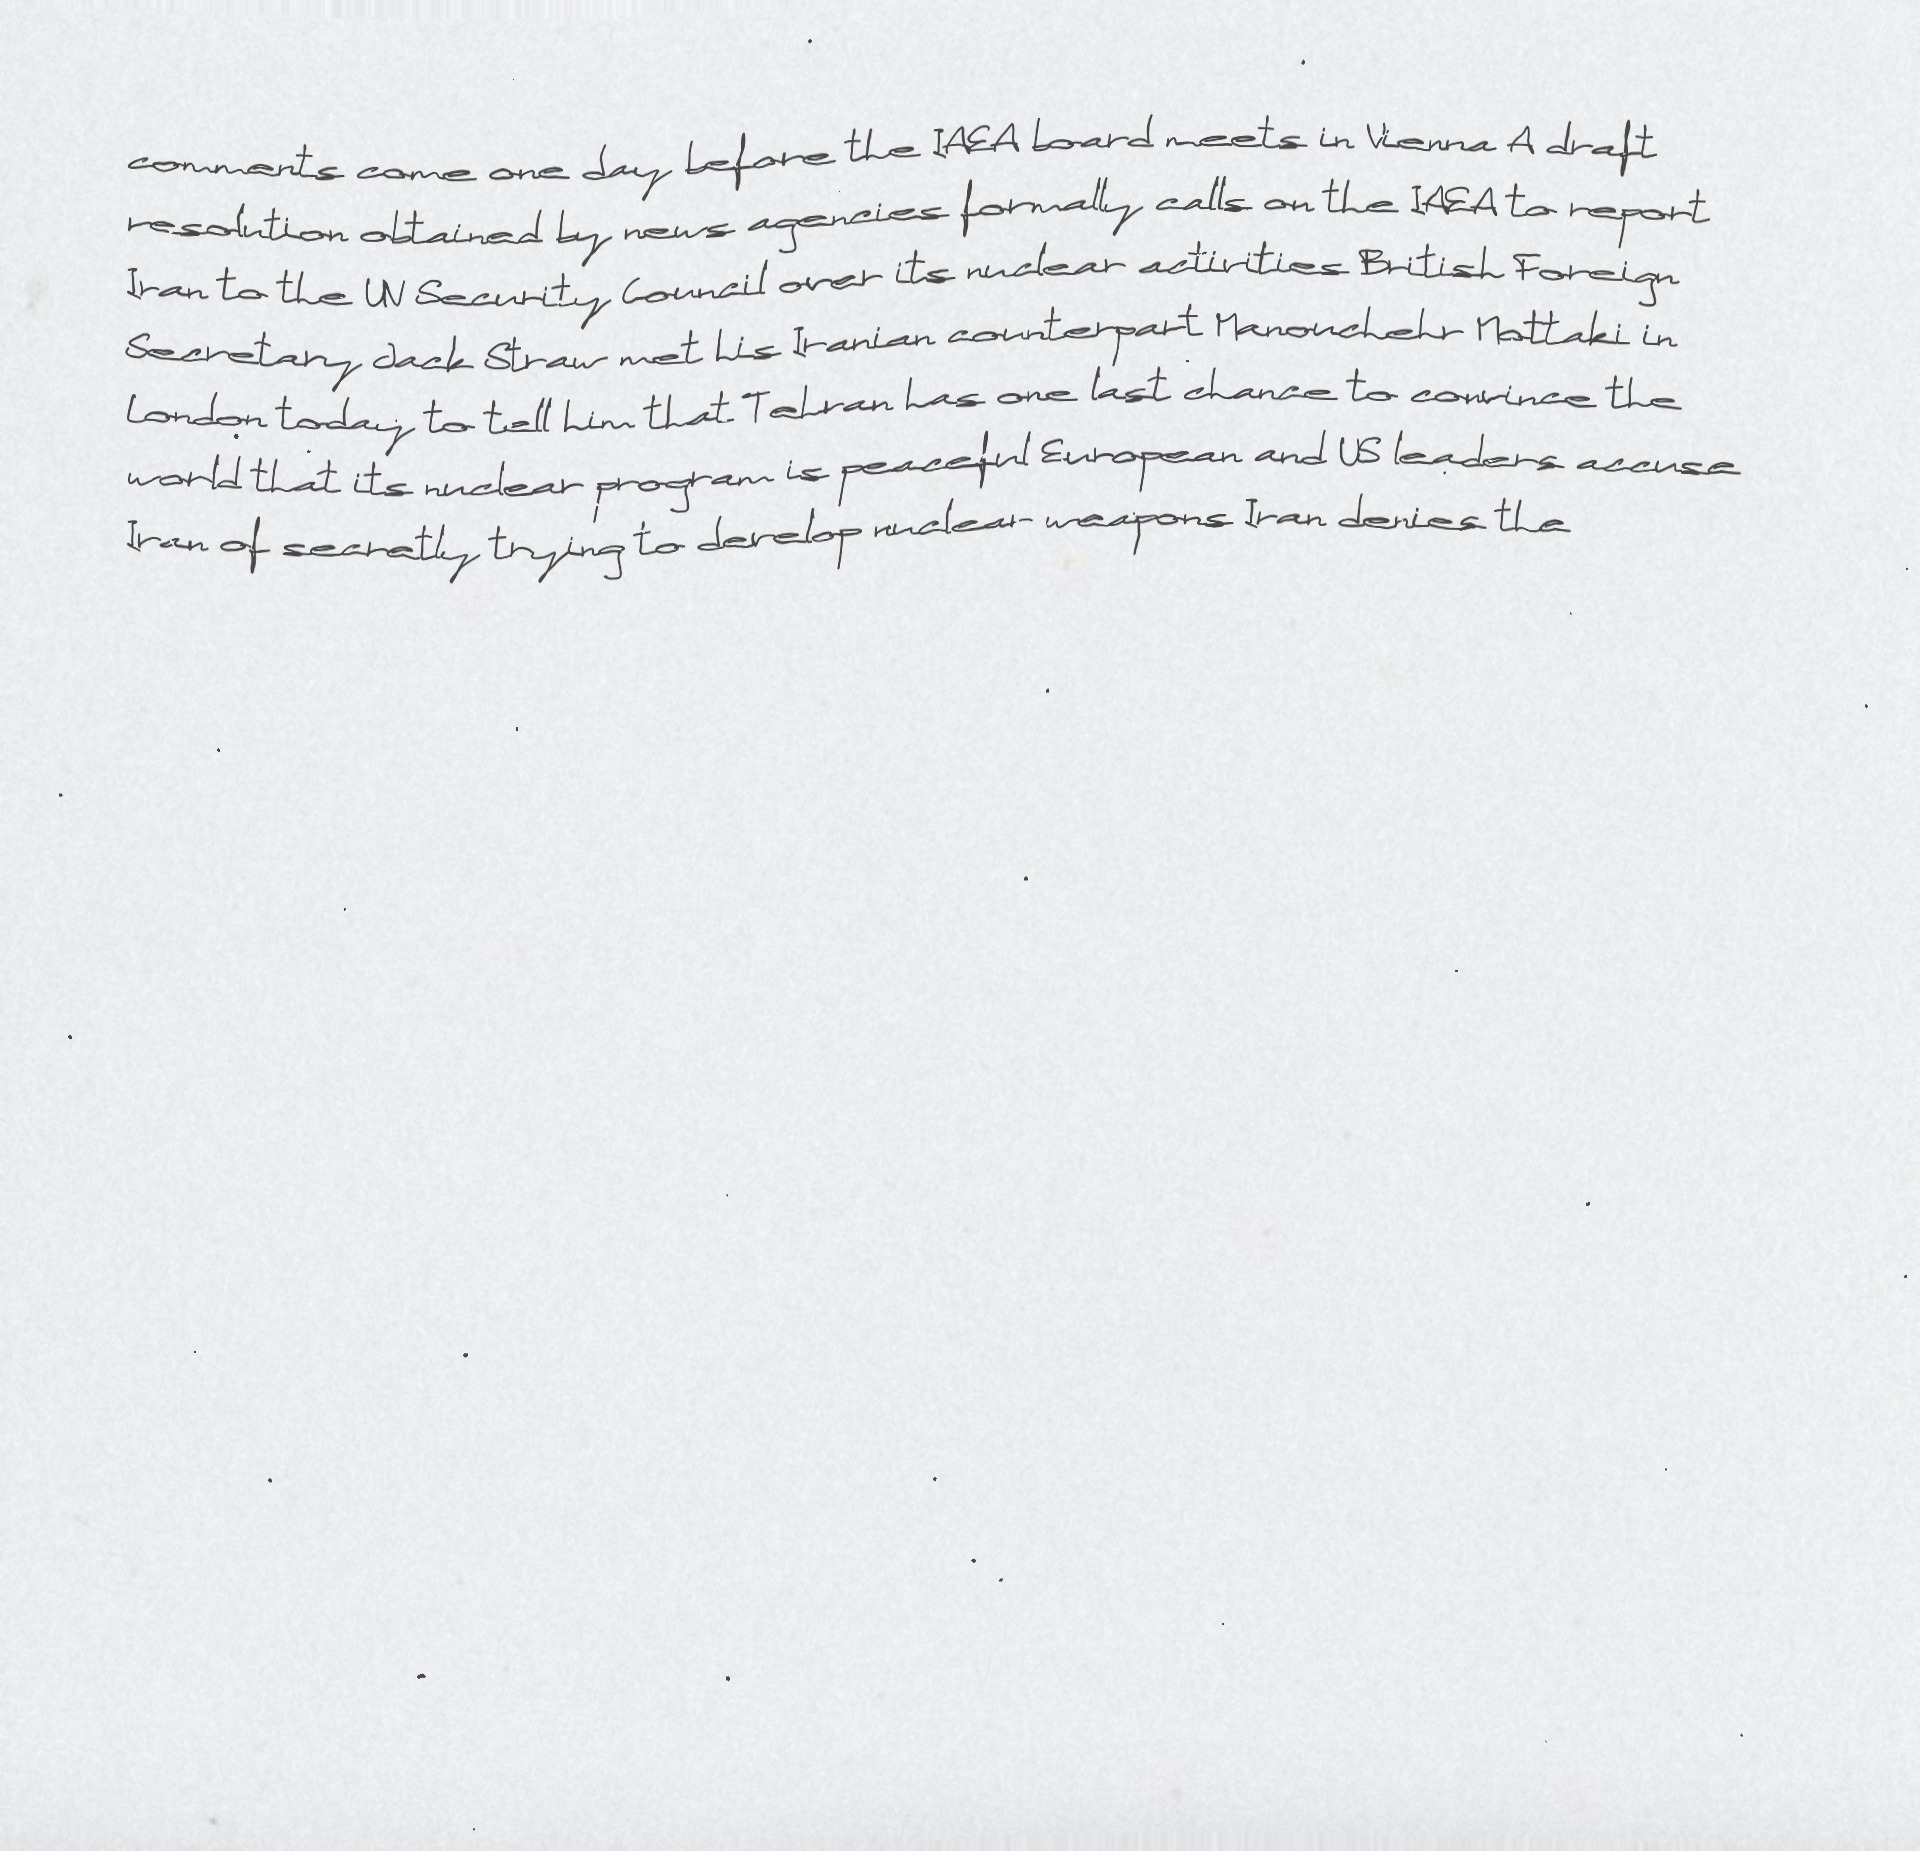 comments come one day before the IAEA board meets in Vienna A draft
resolution obtained by news agencies formally calls on the IAEA to report
Iran to the UN Security Council over its nuclear activities British Foreign
Secretary Jack Straw met his Iranian counterpart Manouchehr Mottaki in
London today to tell him that Tehran has one last chance to convince the
world that its nuclear program is peaceful European and US leaders accuse
Iran of secretly trying to develop nuclear weapons Iran denies the